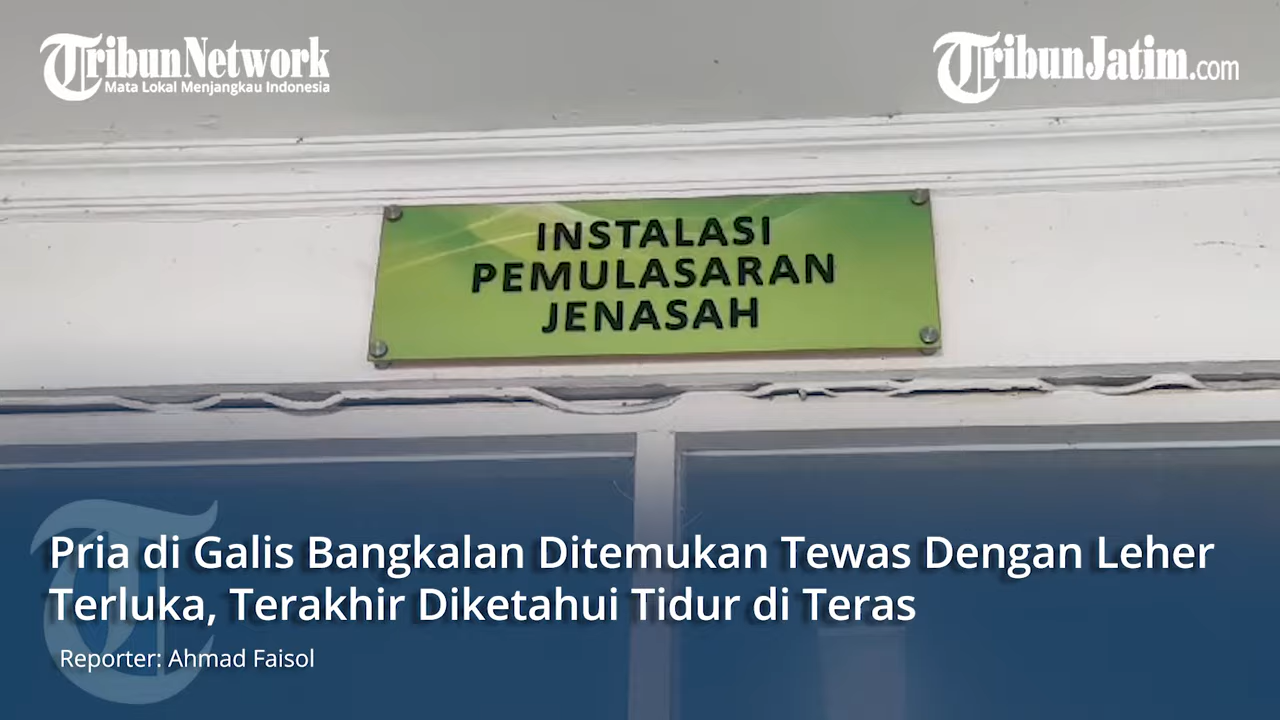 TribunNetwork
Mata Lokal Menjangkau Indonesia
TribunJatim.com
INSTALASI
PEMULASARAN
JENASAH
Pria di Galis Bangkalan Ditemukan Tewas Dengan Leher
Terluka, Terakhir Diketahui Tidur di Teras
Reporter: Ahmad Faisol